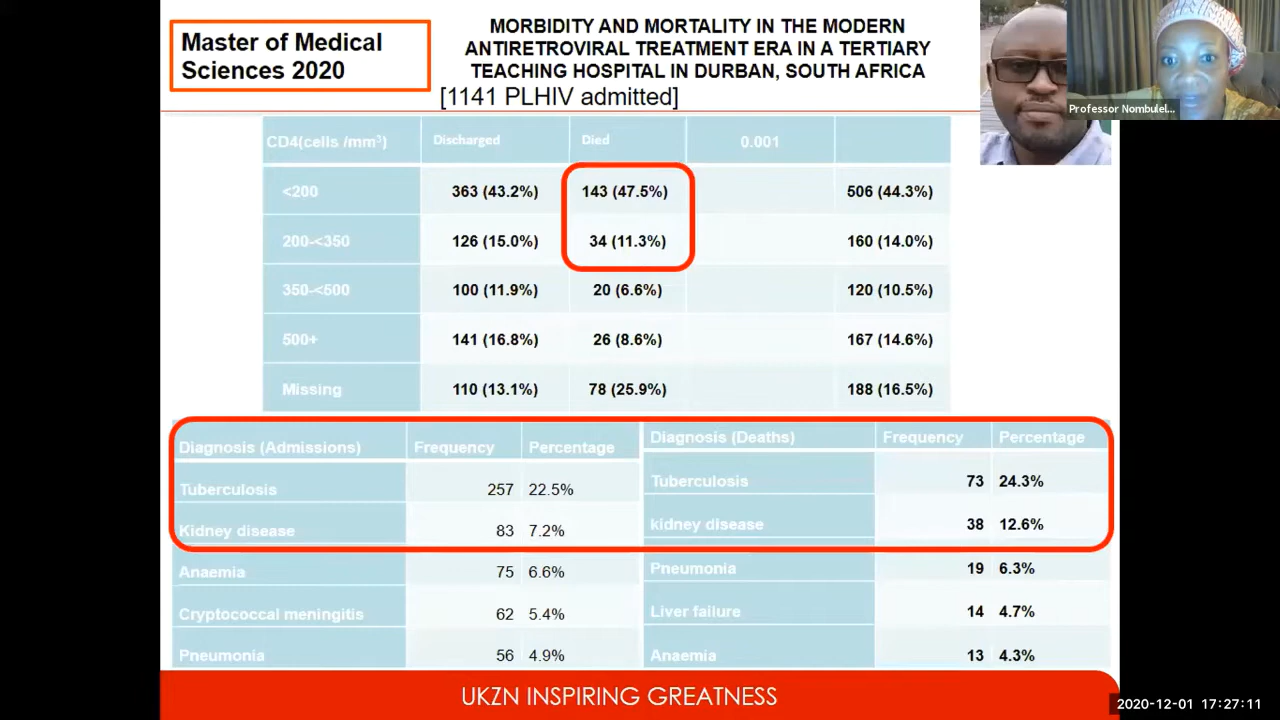 Master of Medical
Sciences 2020
MORBIDITY AND MORTALITY IN THE MODERN
ANTIRETROVIRAL TREATMENT ERA IN A TERTIARY
TEACHING HOSPITAL IN DURBAN, SOUTH AFRICA
[1141 PLHIV admitted]
Professor Nombulel...
CD4(cells /mm³) Discharged Died 0.001
<200 363 (43.2%) 143 (47.5%) 506 (44.3%)
200-<350 126 (15.0%) 34 (11.3%) 160 (14.0%)
350-<500 100 (11.9%) 20 (6.6%) 120 (10.5%)
500+ 141 (16.8%) 26 (8.6%) 167 (14.6%)
Missing 110 (13.1%) 78 (25.9%) 188 (16.5%)
Diagnosis (Admissions) Frequency Percentage
Tuberculosis 257 22.5%
Kidney disease 83 7.2%
Anaemia 75 6.6%
Cryptococcal meningitis 62 5.4%
Pneumonia 56 4.9%
Diagnosis (Deaths) Frequency Percentage
Tuberculosis 73 24.3%
kidney disease 38 12.6%
Pneumonia 19 6.3%
Liver failure 14 4.7%
Anaemia 13 4.3%
UKZN INSPIRING GREATNESS
2020-12-01 17:27:11